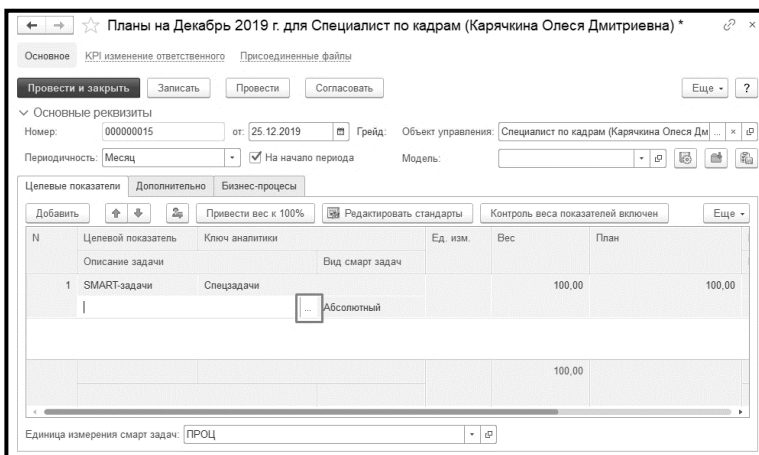 Планы на Декабрь 2019 г. для Специалист по кадрам (Карячкина Олеся Дмитриевна) *
Основное КРІ изменение ответственного Присоединенные файлы
Провести и закрыть Записать Провести Согласовать Еще ?
Основные реквизиты
Номер: 000000015 от: 25.12.2019 Грейд: Объект управления: Специалист по кадрам (Карячкина Олеся Дм ...
Периодичность: Месяц На начало периода Модель:
Целевые показатели Дополнительно Бизнес-процессы
Добавить Привести вес к 100% Редактировать стандарты Контроль веса показателей включен Еще
N Целевой показатель Ключ аналитики Ед. изм. Вес План
Описание задачи Вид смарт задач
1 SMART-задачи Спецзадачи 100,00 100,00
... Абсолютный
100,00
Единица измерения смарт задач: ПРОЦ